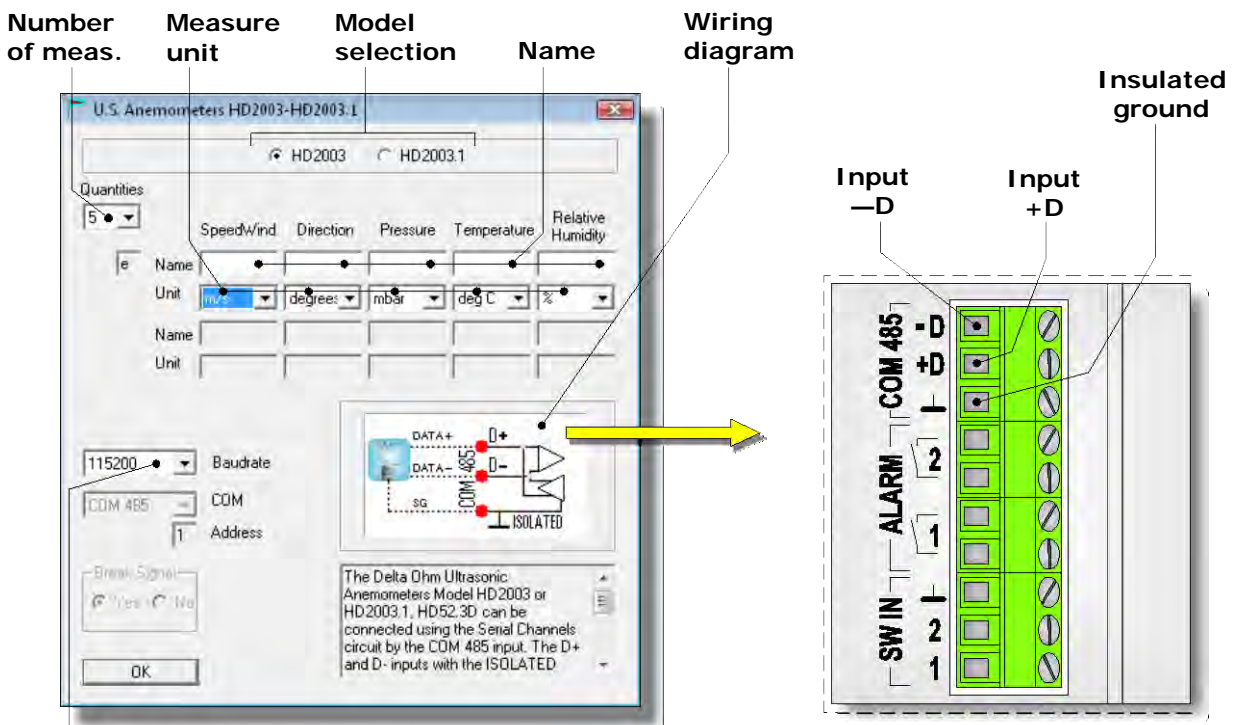 Number of meas.
Measure unit
Model selection
Name
Wiring diagram
Insulated ground
Input —D
Input +D
U.S. Anemometers HD2003-HD2003.1
HD2003 HD2003.1
Quantities
5
SpeedWind Direction Pressure Temperature Relative Humidity
e Name
Unit m/s degrees mbar deg C %
Name
Unit
115200 Baudrate
COM 485 COM
1 Address
Break Signal
Yes No
OK
DATA+ D+
DATA- D-
SG
COM 485
ISOLATED
The Delta Ohm Ultrasonic
Anemometers Model HD2003 or
HD2003.1, HD52.3D can be
connected using the Serial Channels
circuit by the COM 485 input. The D+
and D- inputs with the ISOLATED
COM 485
-D
+D
ALARM
2
1
SW IN
2
1